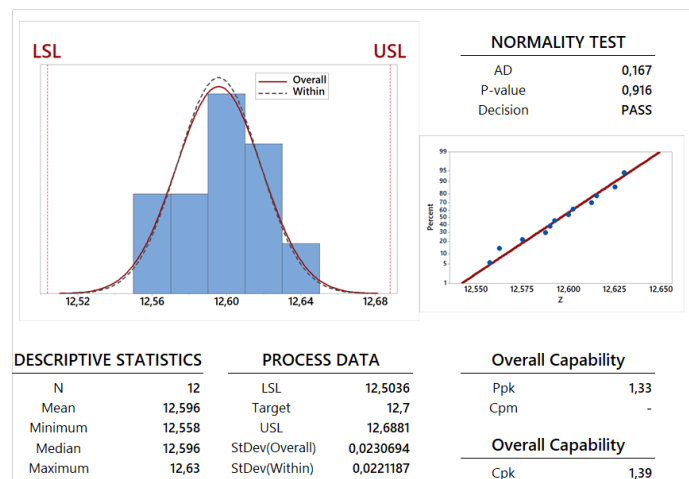 LSL
USL
Overall
Within
12,52 12,56 12,60 12,64 12,68
NORMALITY TEST
AD 0,167
P-value 0,916
Decision PASS
Percent
99
95
90
80
70
60
50
40
30
20
10
5
1
12,550 12,575 12,600 12,625 12,650
Z
DESCRIPTIVE STATISTICS
N 12
Mean 12,596
Minimum 12,558
Median 12,596
Maximum 12,63
PROCESS DATA
LSL 12,5036
Target 12,7
USL 12,6881
StDev(Overall) 0,0230694
StDev(Within) 0,0221187
Overall Capability
Ppk 1,33
Cpm -
Overall Capability
Cpk 1,39